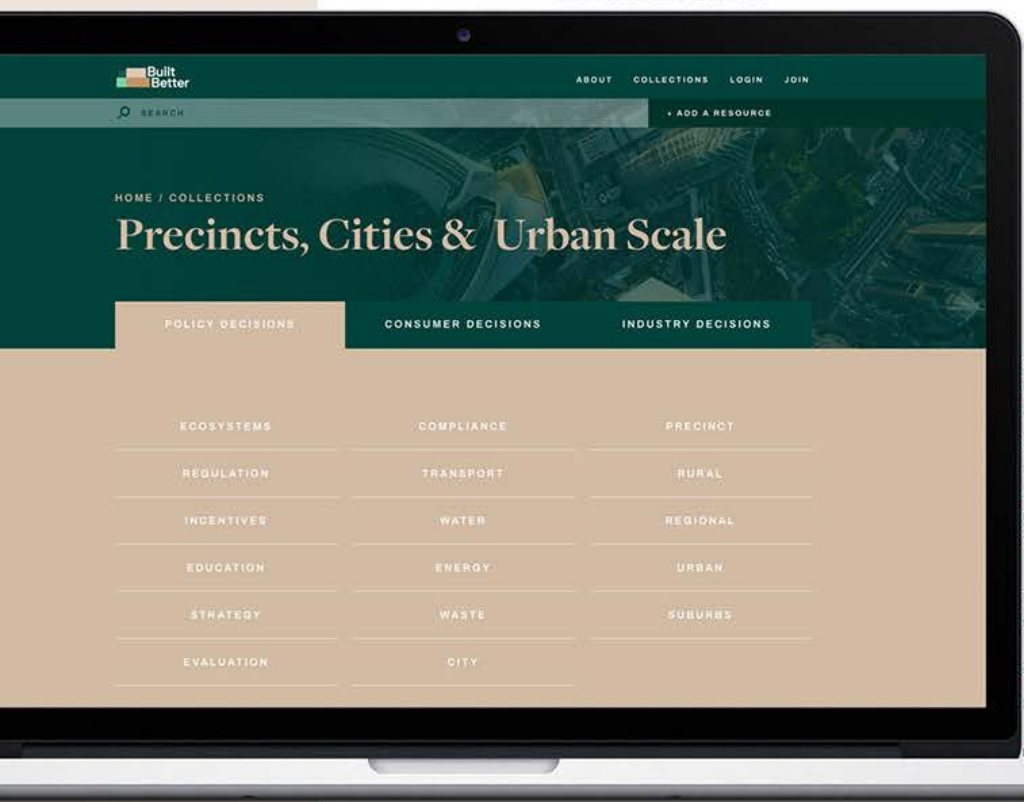 Built
Better
ABOUT COLLECTIONS LOGIN JOIN
SEARCH
+ ADD A RESOURCE
HOME / COLLECTIONS
Precincts, Cities & Urban Scale
POLICY DECISIONS CONSUMER DECISIONS INDUSTRY DECISIONS
ECOSYSTEMS COMPLIANCE PRECINCT
REGULATION TRANSPORT RURAL
INCENTIVES WATER REGIONAL
EDUCATION ENERGY URBAN
STRATEGY WASTE SUBURBS
EVALUATION CITY